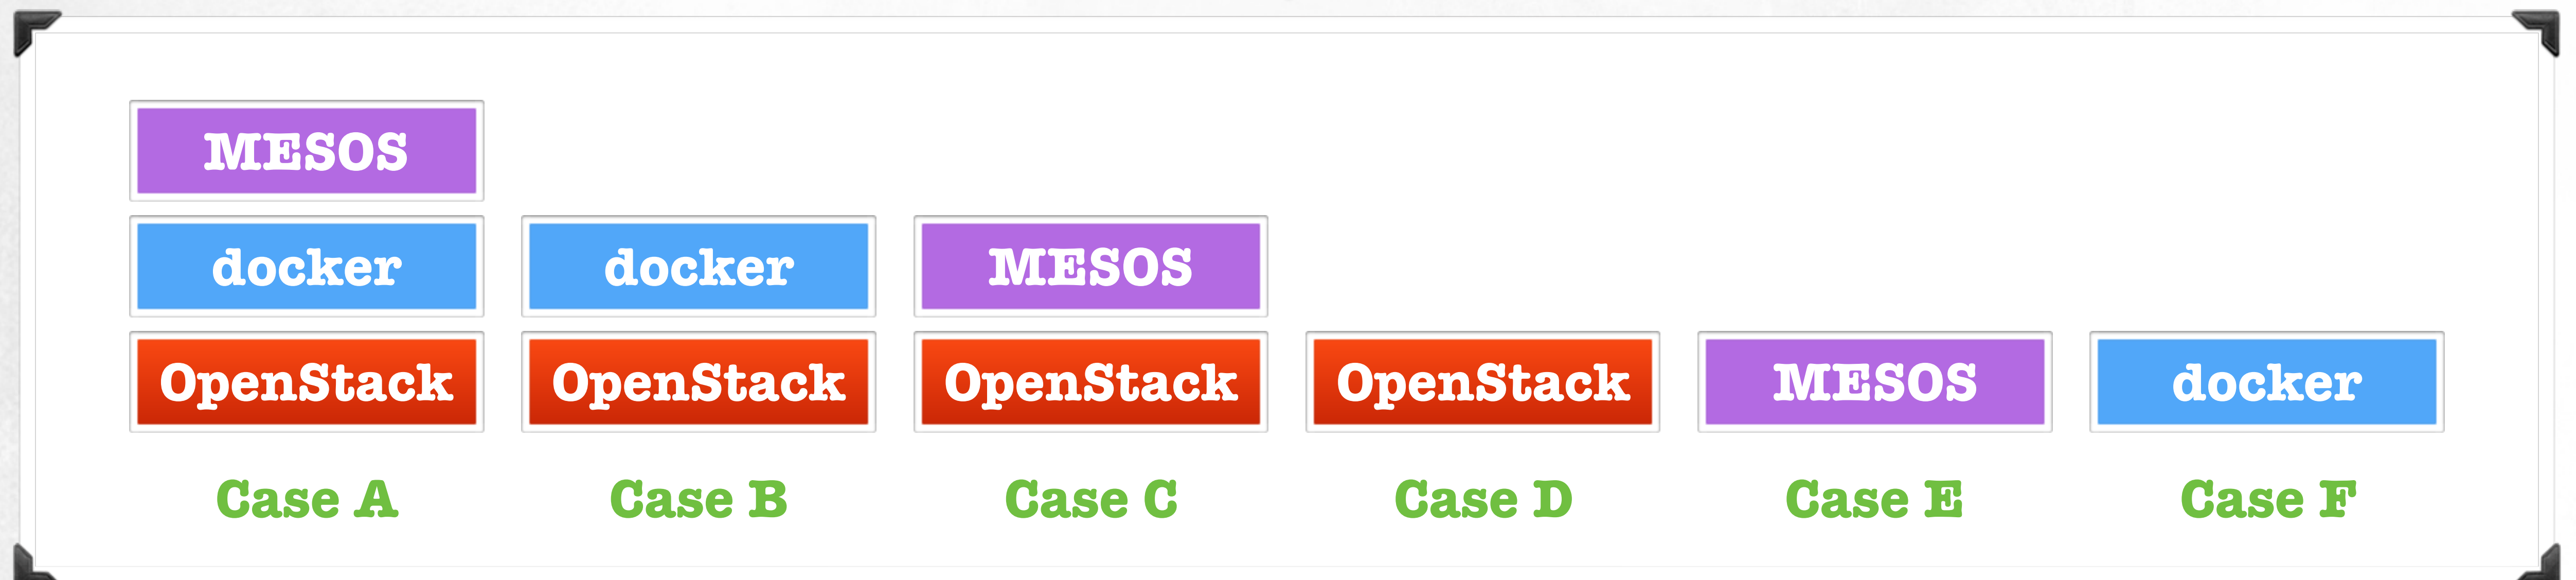 MESOS
docker docker MESOS
OpenStack OpenStack OpenStack OpenStack MESOS docker
Case A Case B Case C Case D Case E Case F